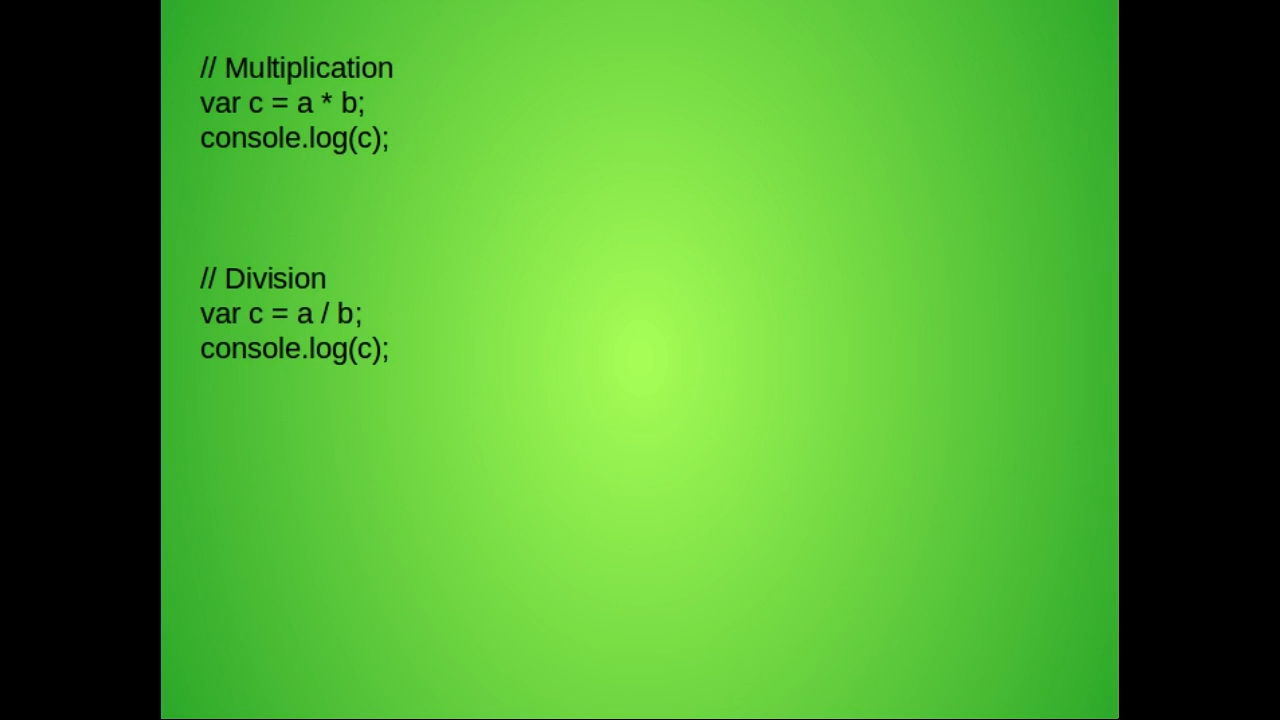 // Multiplication
var c = a * b;
console.log(c);
// Division
var c = a / b;
console.log(c);